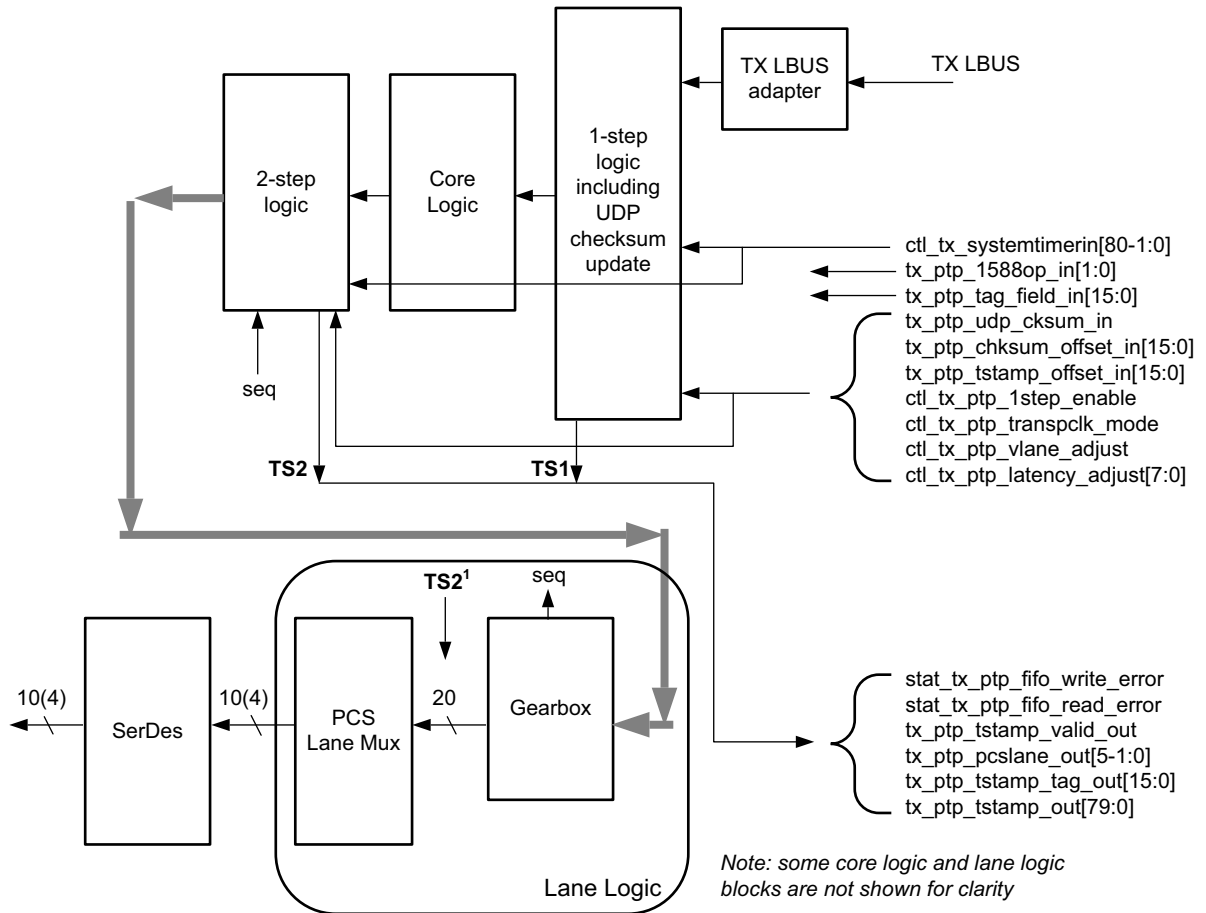 TX LBUS
adapter
TX LBUS
2-step
logic
Core
Logic
1-step
logic
including
UDP
checksum
update
ctl_tx_systemtimerin[80-1:0]
tx_ptp_1588op_in[1:0]
tx_ptp_tag_field_in[15:0]
tx_ptp_udp_cksum_in
tx_ptp_chksum_offset_in[15:0]
tx_ptp_tstamp_offset_in[15:0]
ctl_tx_ptp_1step_enable
ctl_tx_ptp_transpclk_mode
ctl_tx_ptp_vlane_adjust
ctl_tx_ptp_latency_adjust[7:0]
seq
TS2
TS1
TS2¹
seq
10(4)
SerDes
10(4)
PCS
Lane Mux
20
Gearbox
Lane Logic
stat_tx_ptp_fifo_write_error
stat_tx_ptp_fifo_read_error
tx_ptp_tstamp_valid_out
tx_ptp_pcslane_out[5-1:0]
tx_ptp_tstamp_tag_out[15:0]
tx_ptp_tstamp_out[79:0]
Note: some core logic and lane logic
blocks are not shown for clarity